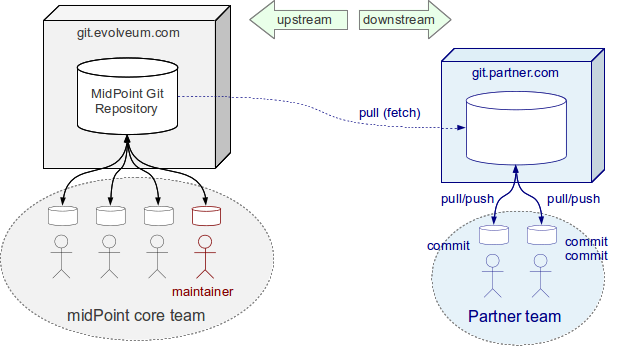 git.evolveum.com
upstream
downstream
git.partner.com
MidPoint Git
Repository
pull (fetch)
pull/push
pull/push
commit
commit
commit
maintainer
midPoint core team
Partner team